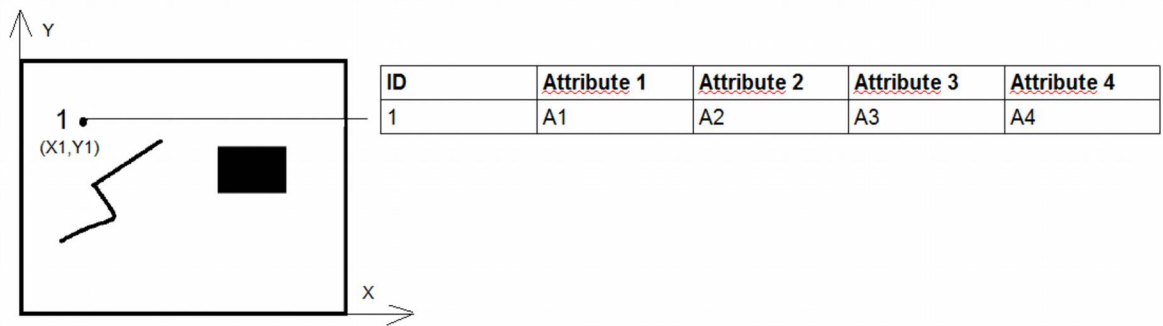 Y
ID Attribute 1 Attribute 2 Attribute 3 Attribute 4
1 1 A1 A2 A3 A4
(X1,Y1)
X